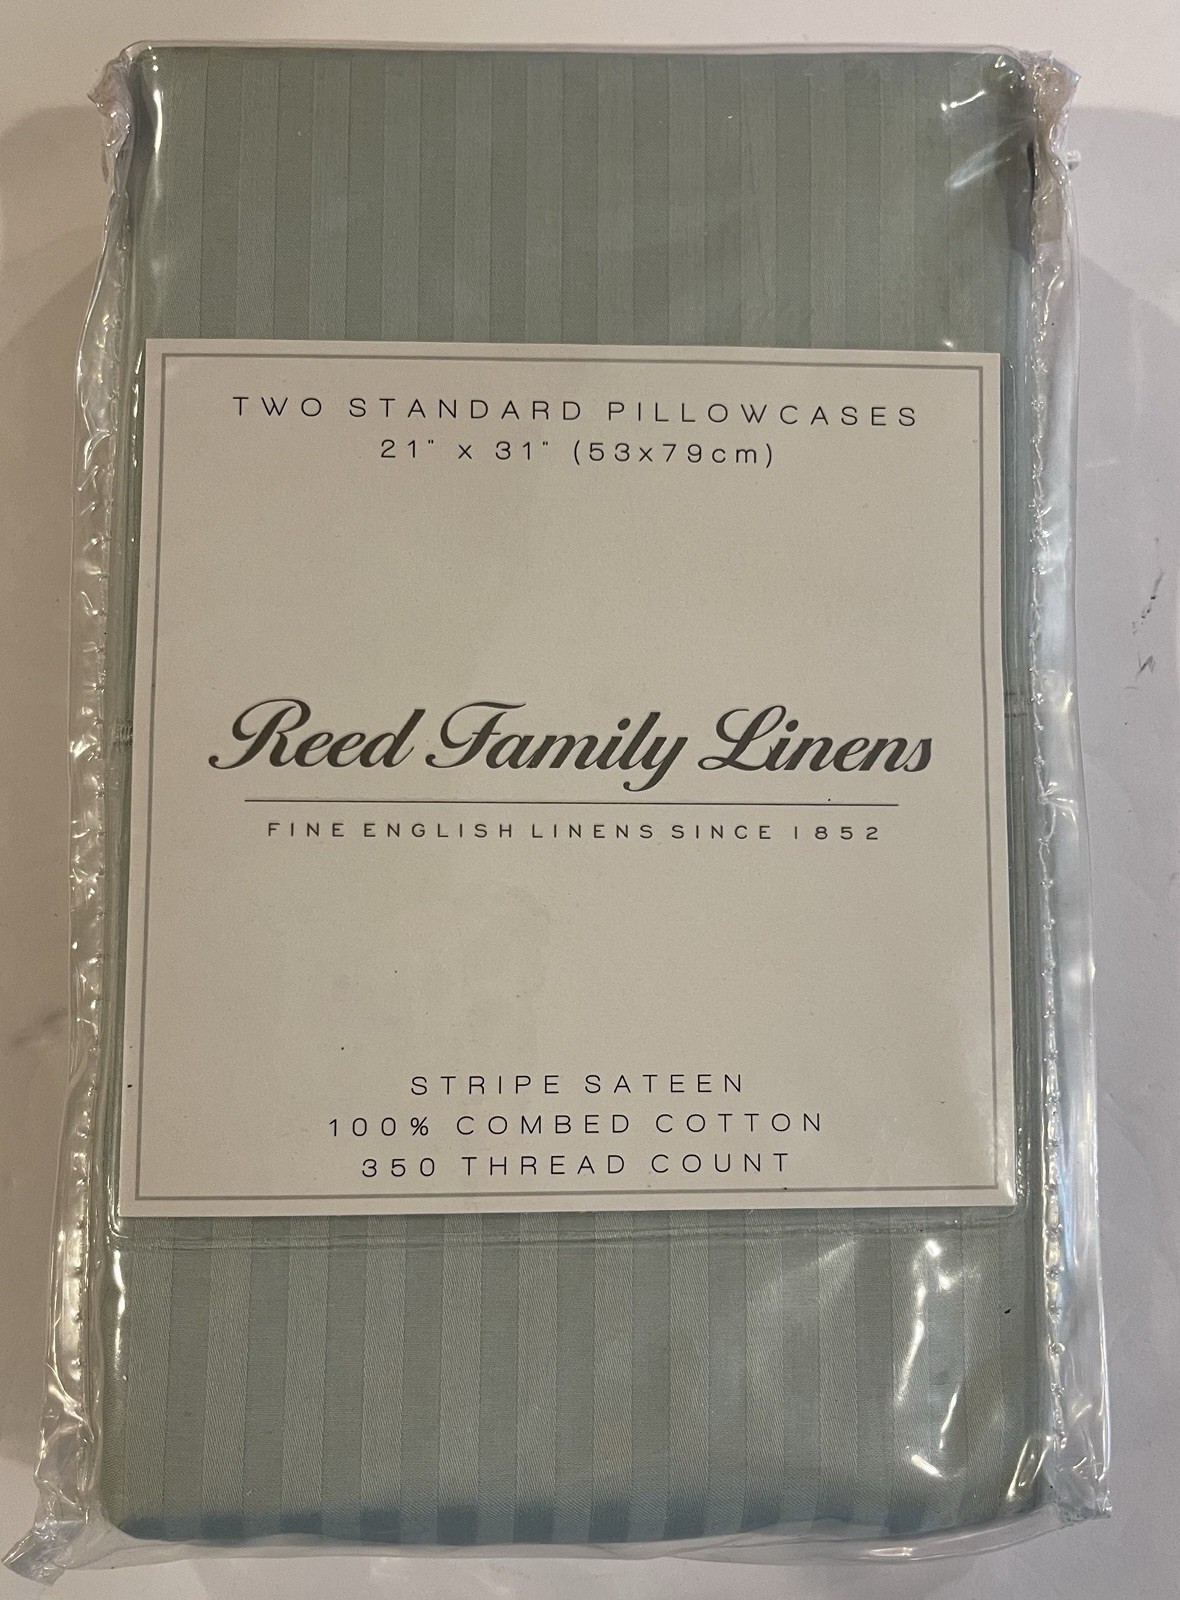 TWO STANDARD PILLOWCASES
21" x 31" (53x79cm)
Reed Family Linens
FINE ENGLISH LINENS SINCE 1852
STRIPE SATEEN
100% COMBED COTTON
350 THREAD COUNT